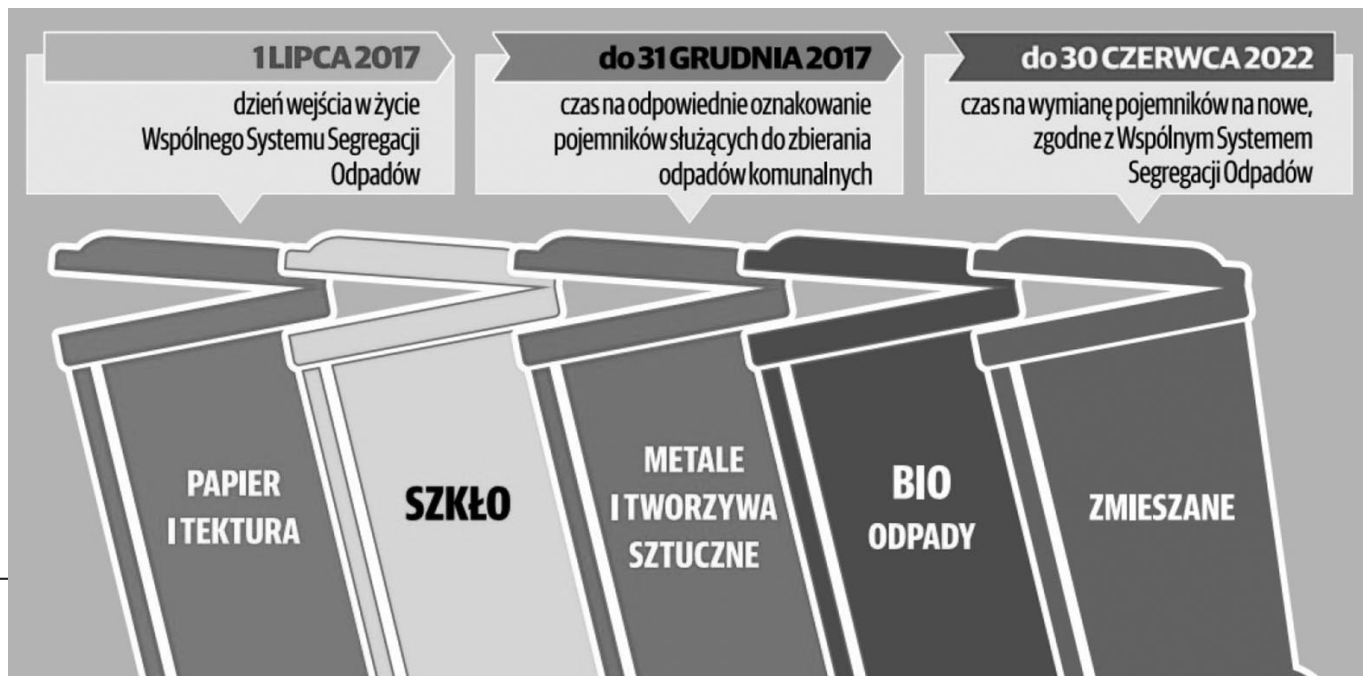 1 LIPCA 2017
dzień wejścia w życie
Wspólnego Systemu Segregacji
Odpadów
do 31 GRUDNIA 2017
czas na odpowiednie oznakowanie
pojemników służących do zbierania
odpadów komunalnych
do 30 CZERWCA 2022
czas na wymianę pojemników na nowe,
zgodne z Wspólnym Systemem
Segregacji Odpadów
PAPIER
I TEKTURA
SZKŁO
METALE
I TWORZYWA
SZTUCZNE
BIO
ODPADY
ZMIESZANE